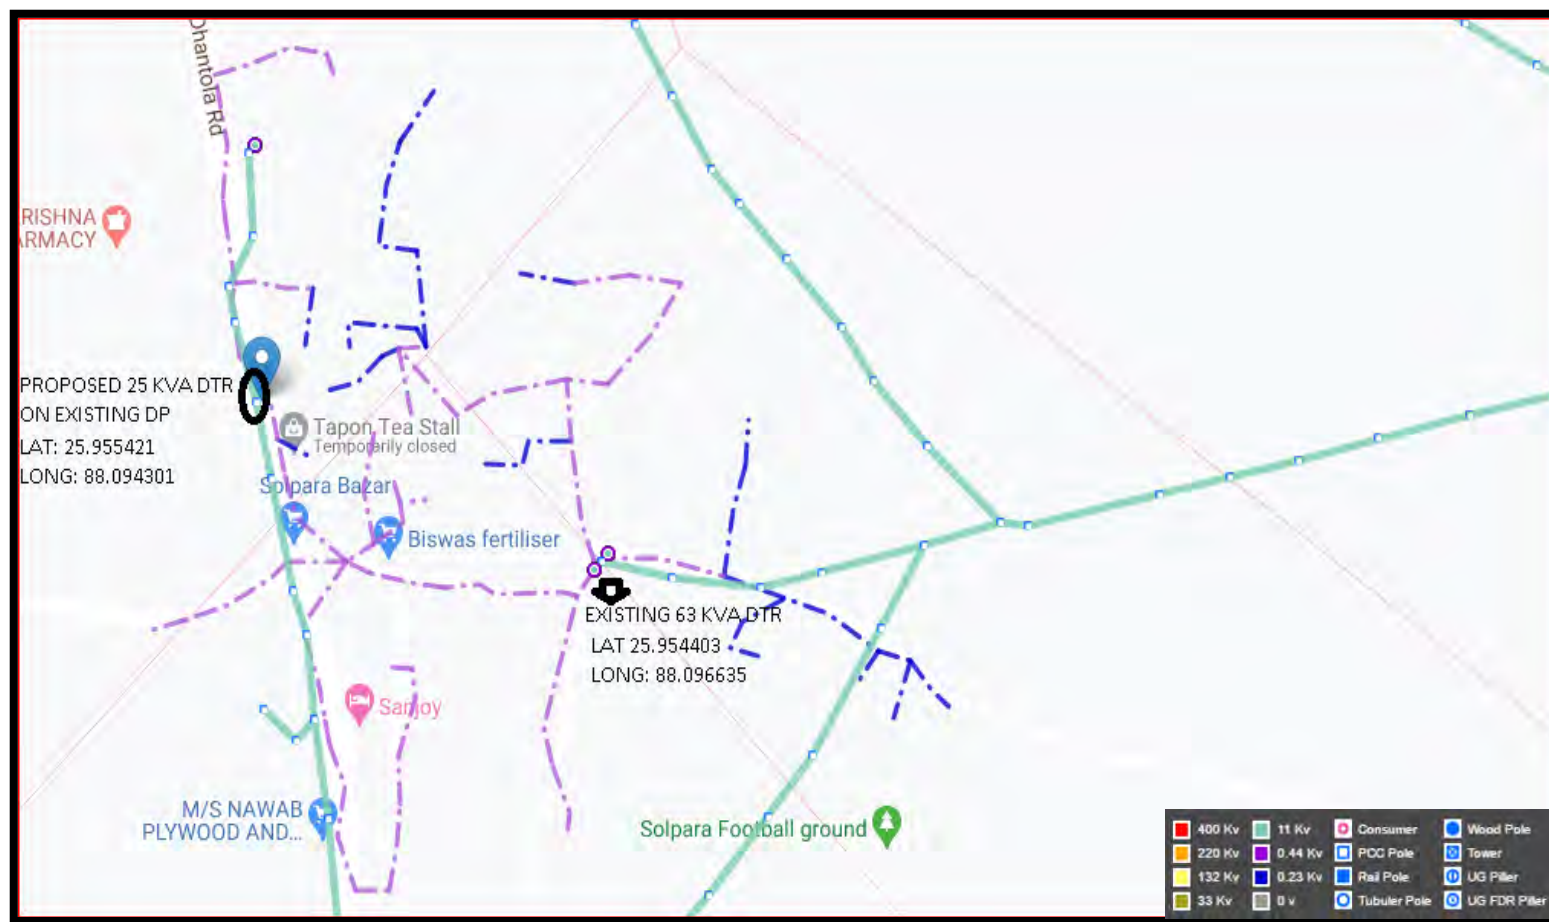 Dhantola Rd
RISHNA
ARMACY
PROPOSED 25 KVA DTR
ON EXISTING DP
LAT: 25.955421
LONG: 88.094301
Tapon Tea Stall
Temporarily closed
Solpara Bazar
Biswas fertiliser
EXISTING 63 KVA DTR
LAT 25.954403
LONG: 88.096635
Sanjoy
M/S NAWAB
PLYWOOD AND...
Solpara Football ground
400 Kv 11 Kv Consumer Wood Pole
220 Kv 0.44 Kv PCC Pole Tower
132 Kv 0.23 Kv Rail Pole UG Piller
33 Kv 0 v Tubuler Pole UG FDR Piller